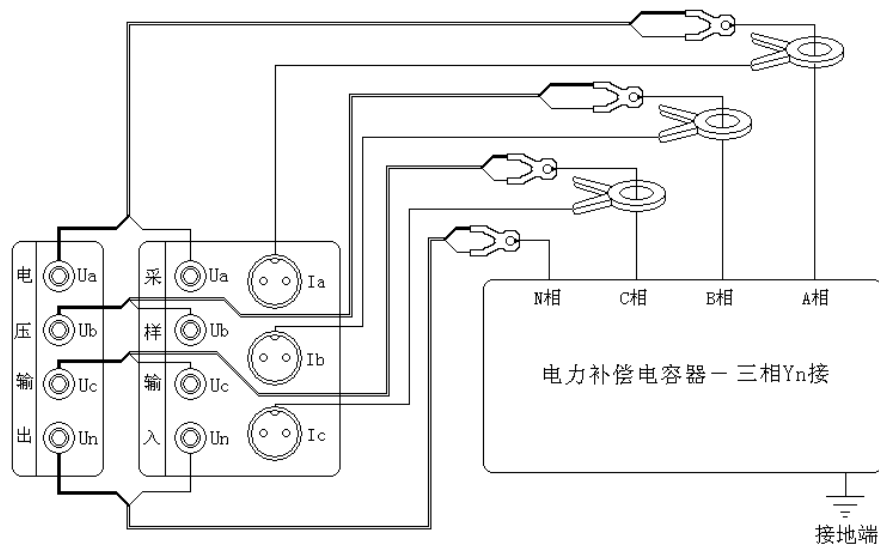 N相 C相 B相 A相
电 Ua 采 Ua Ia
压 Ub 样 Ub Ib
输 Uc 输 Uc
出 Un 入 Un Ic
电力补偿电容器－三相Yn接
接地端